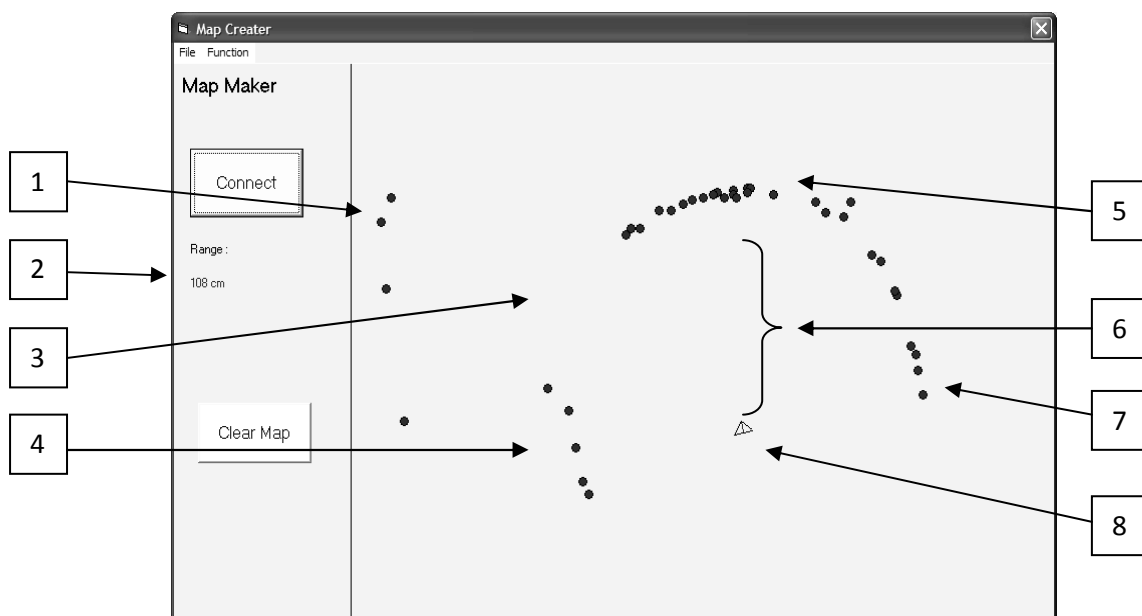 Map Creater
File Function
Map Maker
Connect
Range :
108 cm
Clear Map
1
2
3
4
5
6
7
8